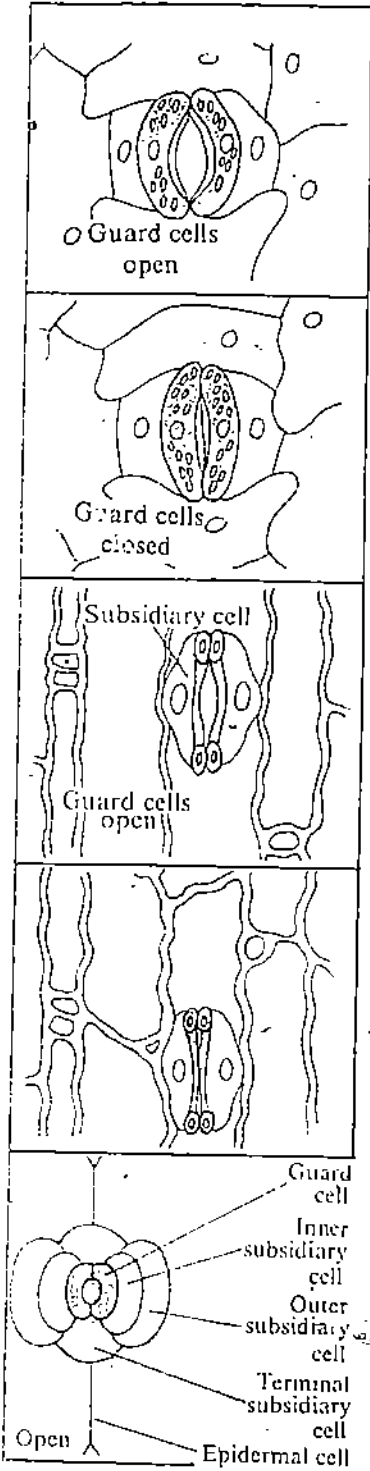 Guard cells
open
Guard cells
closed
Subsidiary cell
Guard cells
open
Guard
cell
Inner
subsidiary
cell
Outer
subsidiary
cell
Terminal
subsidiary
cell
Open
Epidermal cell